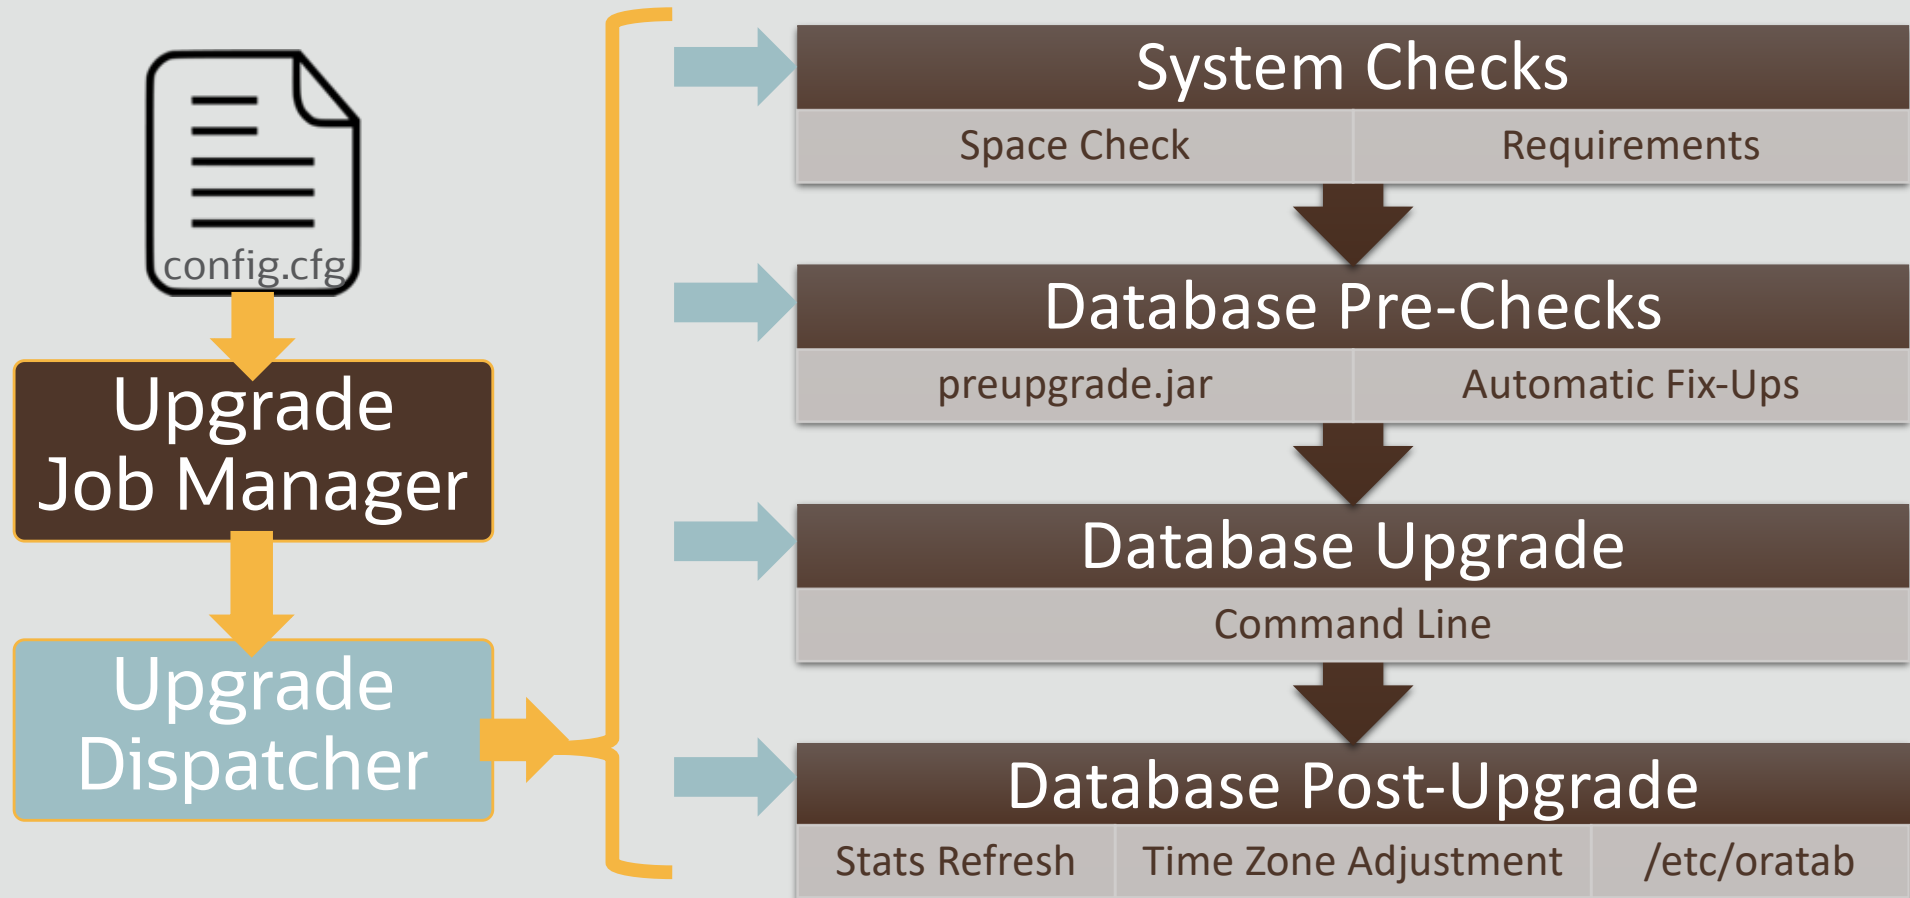 config.cfg
Upgrade
Job Manager
Upgrade
Dispatcher
System Checks
Space Check
Requirements
Database Pre-Checks
preupgrade.jar
Automatic Fix-Ups
Database Upgrade
Command Line
Database Post-Upgrade
Stats Refresh
Time Zone Adjustment
/etc/oratab